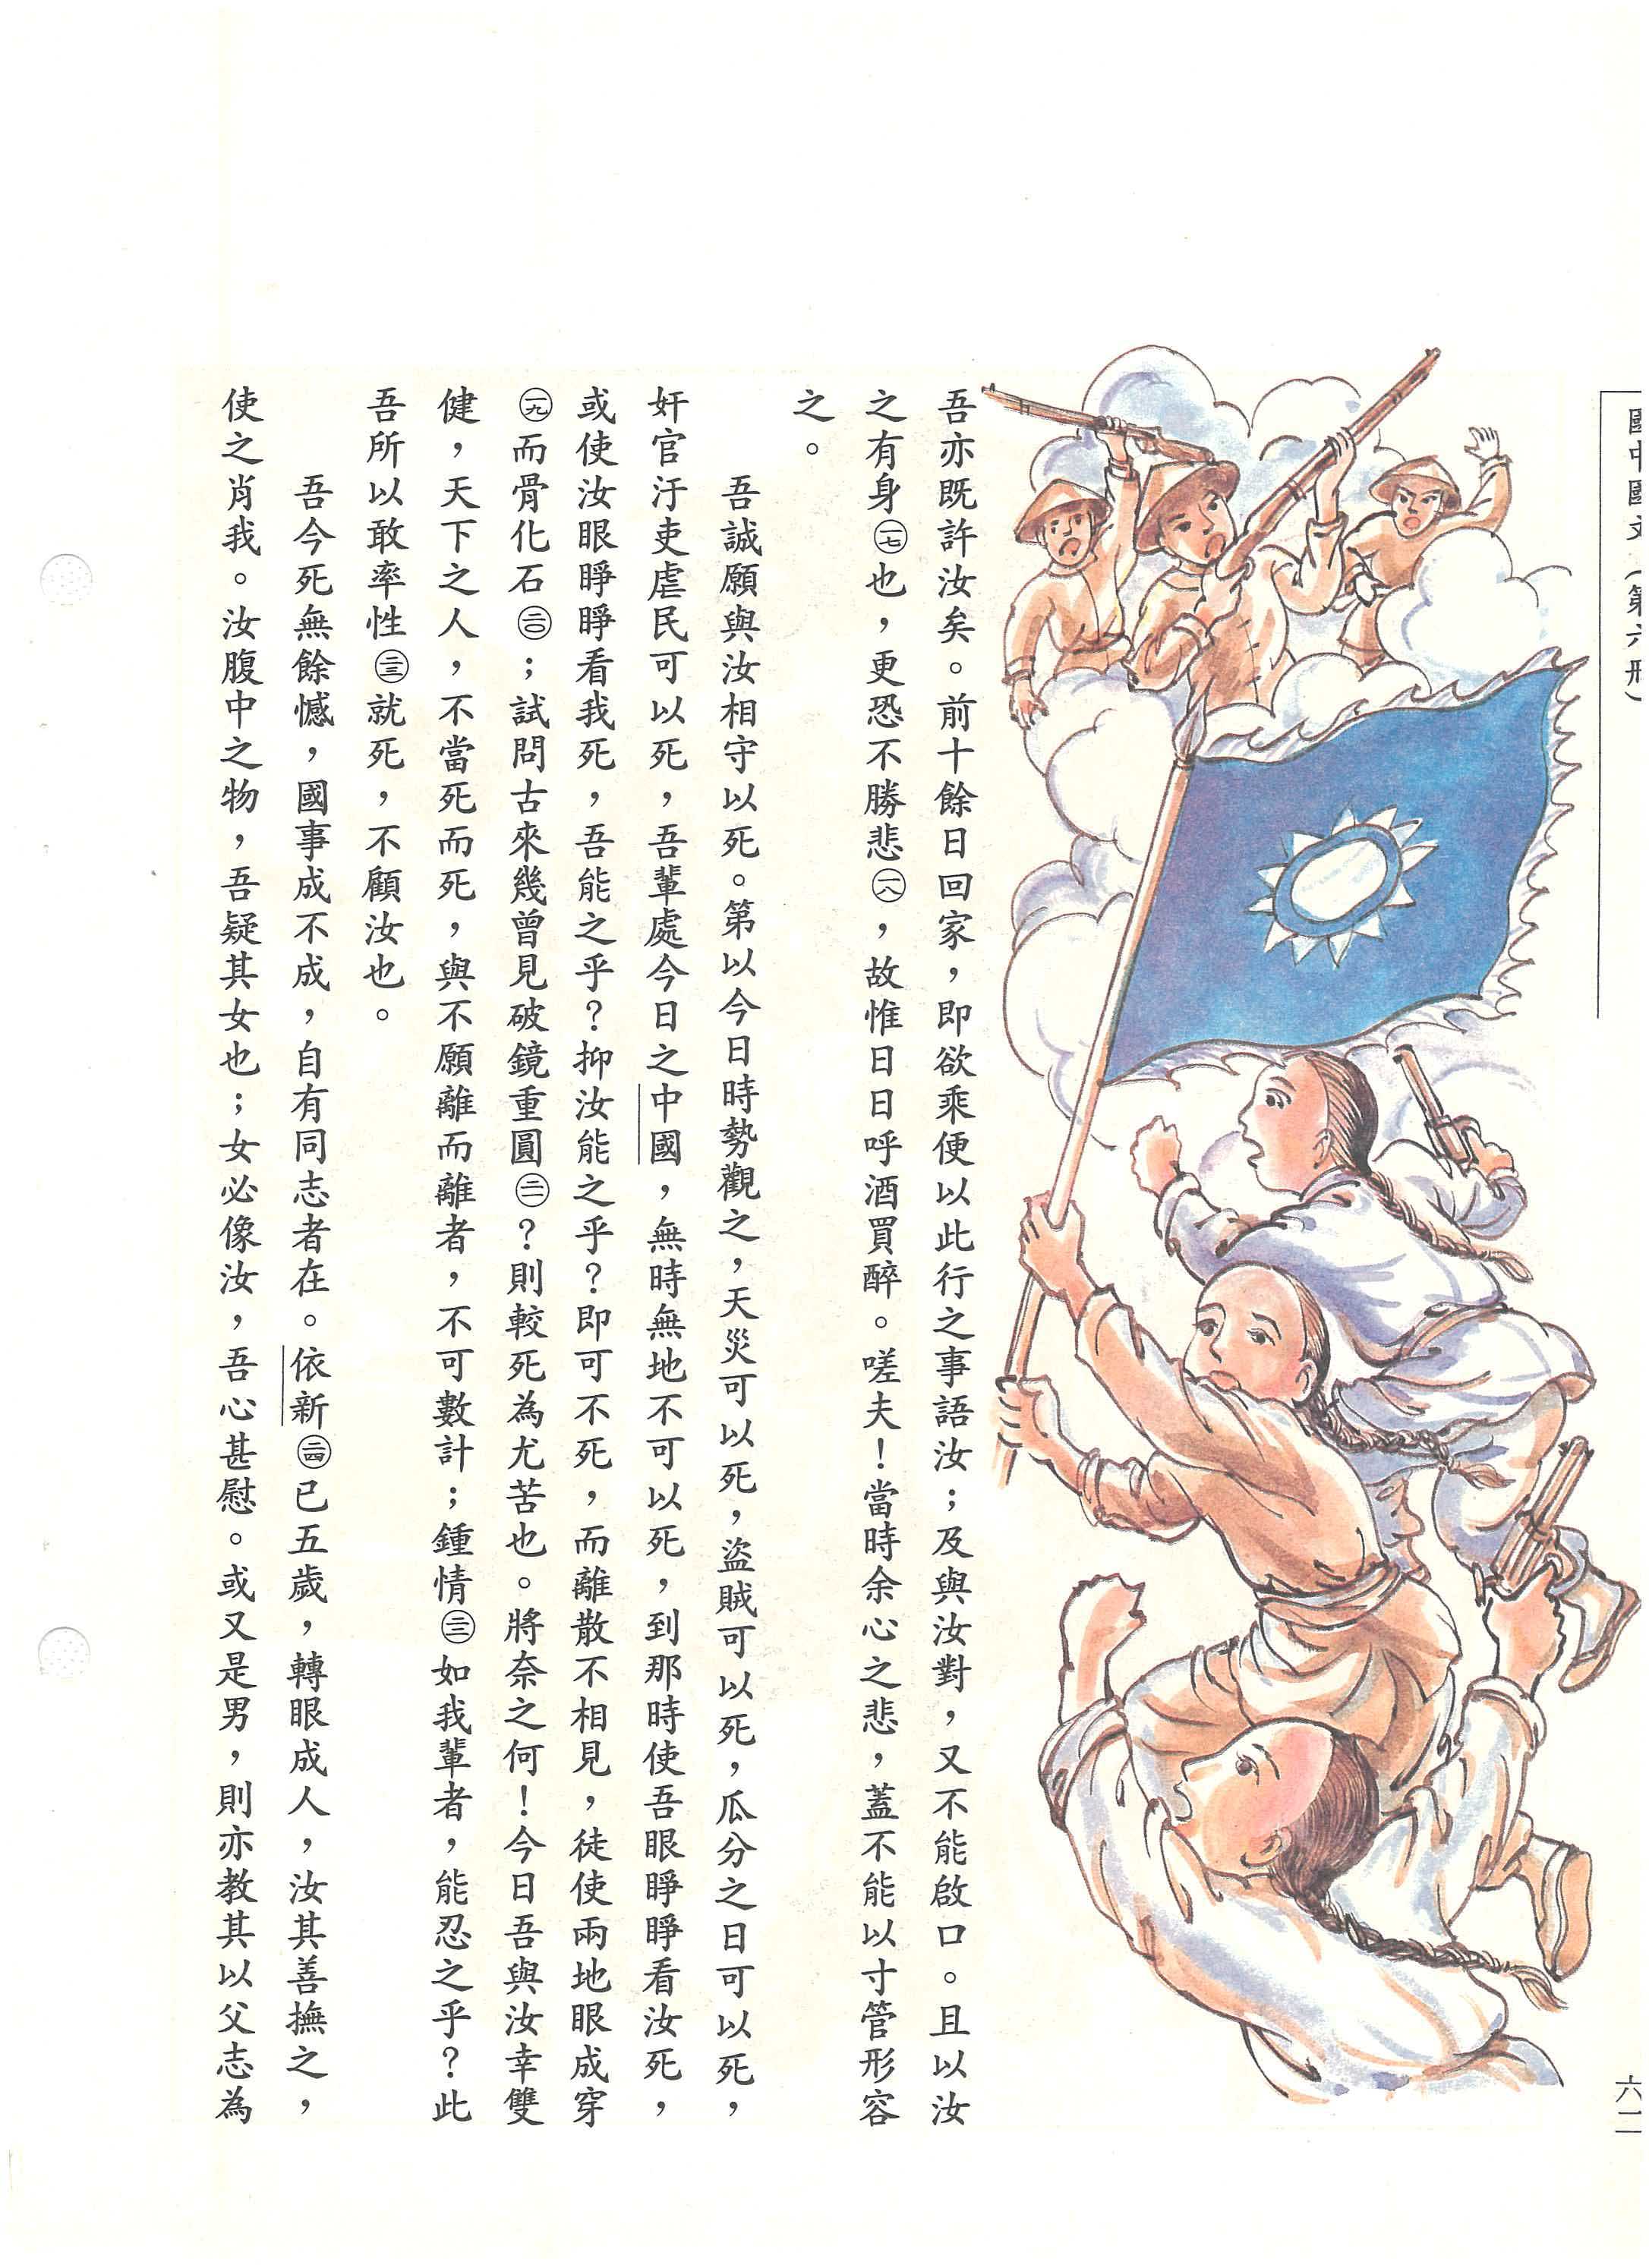 國中國文（第六册）
六二
吾亦既許汝矣。前十餘日回家，即欲乘便以此行之事語汝；及與汝對，又不能啟口。且以汝
之有身㊀㊆也，更恐不勝悲㊀㊇，故惟日日呼酒買醉。嗟夫！當時余心之悲，蓋不能以寸管形容
之。
吾誠願與汝相守以死。第以今日時勢觀之，天災可以死，盜賊可以死，瓜分之日可以死，
奸官汙吏虐民可以死，吾輩處今日之中國，無時無地不可以死，到那時使吾眼睜睜看汝死，
或使汝眼睜睜看我死，吾能之乎？抑汝能之乎？即可不死，而離散不相見，徒使兩地眼成穿
㊀㊈而骨化石㊁〇；試問古來幾曾見破鏡重圓㊁㊀？則較死為尤苦也。將奈之何！今日吾與汝幸雙
健，天下之人，不當死而死，與不願離而離者，不可數計；鍾情㊁㊁如我輩者，能忍之乎？此
吾所以敢率性㊁㊂就死，不顧汝也。
吾今死無餘憾，國事成不成，自有同志者在。依新㊁㊃已五歲，轉眼成人，汝其善撫之，
使之肖我。汝腹中之物，吾疑其女也；女必像汝，吾心甚慰。或又是男，則亦教其以父志為